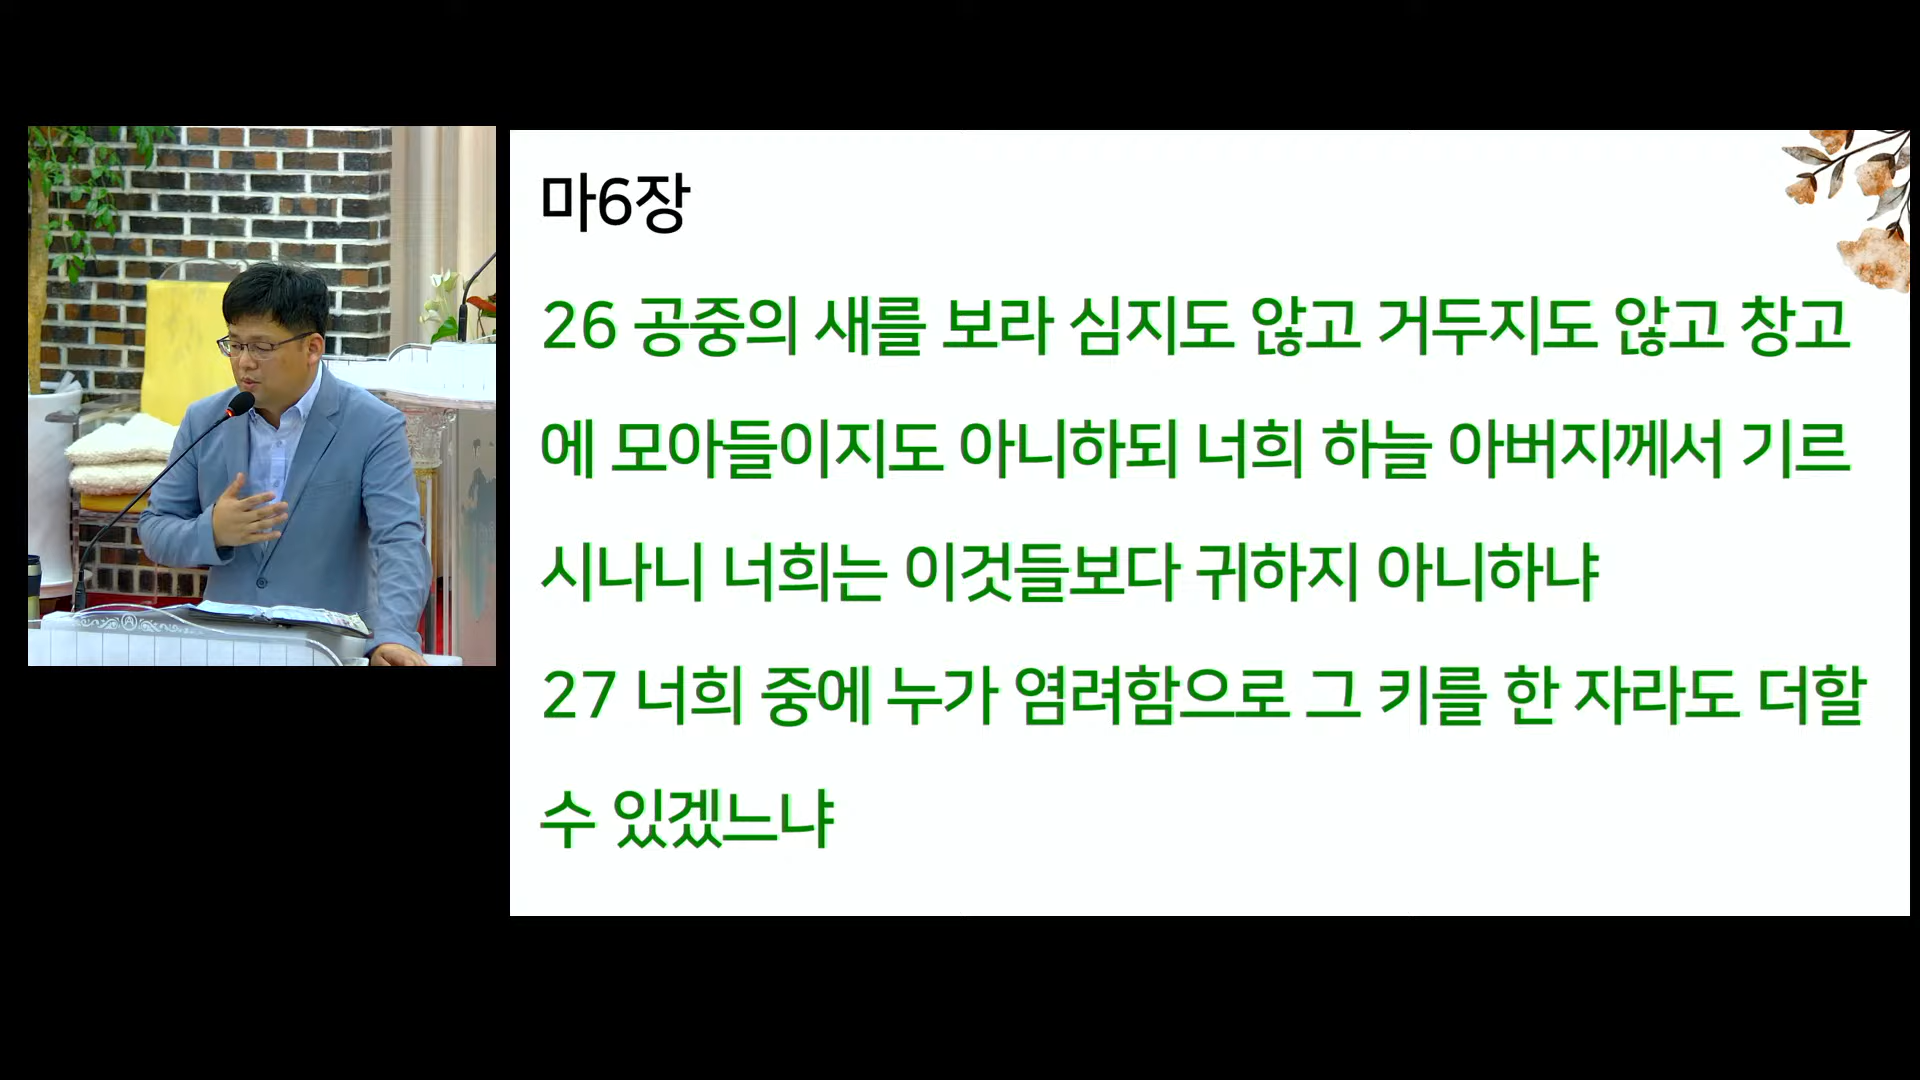 마6장
26 공중의 새를 보라 심지도 않고 거두지도 않고 창고
에 모아들이지도 아니하되 너희 하늘 아버지께서 기르
시나니 너희는 이것들보다 귀하지 아니하냐
27 너희 중에 누가 염려함으로 그 키를 한 자라도 더할
수 있겠느냐